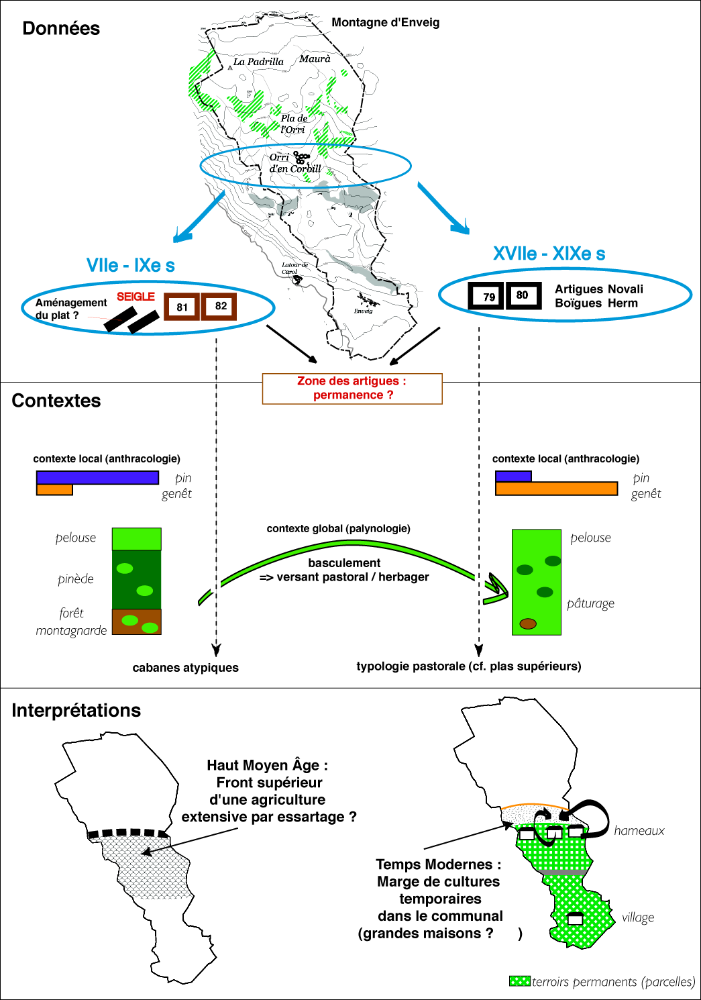 Données
Montagne d'Enveig
La Padrilla
Maurà
Pla de
l'Orri
Orri
d'en Corbill
VIIe - IXe s
XVIIe - XIXe s
Latour de
Carol
Enveig
Aménagement
du plat ?
SEIGLE
81
82
79
80
Artigues Novali
Boïgues Herm
Zone des artigues :
permanence ?
Contextes
contexte local (anthracologie)
pin
genêt
contexte local (anthracologie)
pin
genêt
pelouse
pinède
forêt
montagnarde
contexte global (palynologie)
basculement
=> versant pastoral / herbager
pelouse
pâturage
cabanes atypiques
typologie pastorale (cf. plas supérieurs)
Interprétations
Haut Moyen Âge :
Front supérieur
d'une agriculture
extensive par essartage ?
hameaux
Temps Modernes :
Marge de cultures
temporaires
dans le communal
(grandes maisons ? )
village
terroirs permanents (parcelles)